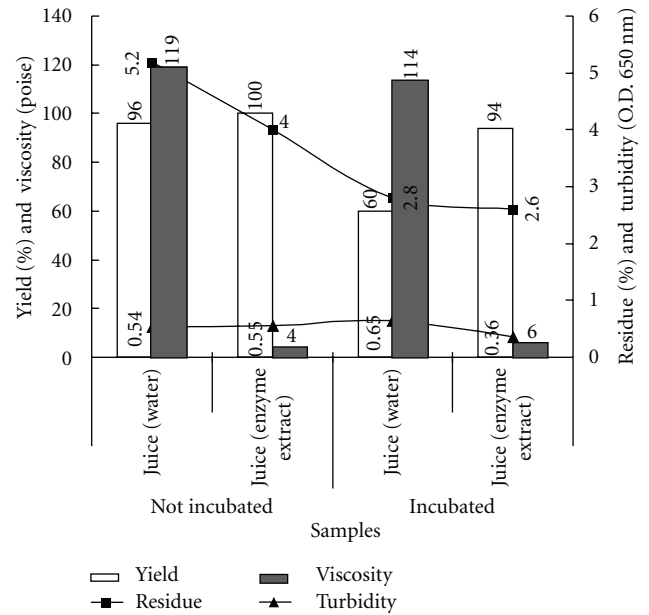 140
120
100
80
60
40
20
0
Yield (%) and viscosity (poise)
6
5
4
3
2
1
0
Residue (%) and turbidity (O.D. 650 nm)
96
119
5.2
0.54
100
4
0.55
4
60
114
2.8
0.65
94
2.6
0.36
6
Juice (water)
Juice (enzyme
extract)
Juice (water)
Juice (enzyme
extract)
Not incubated
Incubated
Samples
Yield
Viscosity
Residue
Turbidity